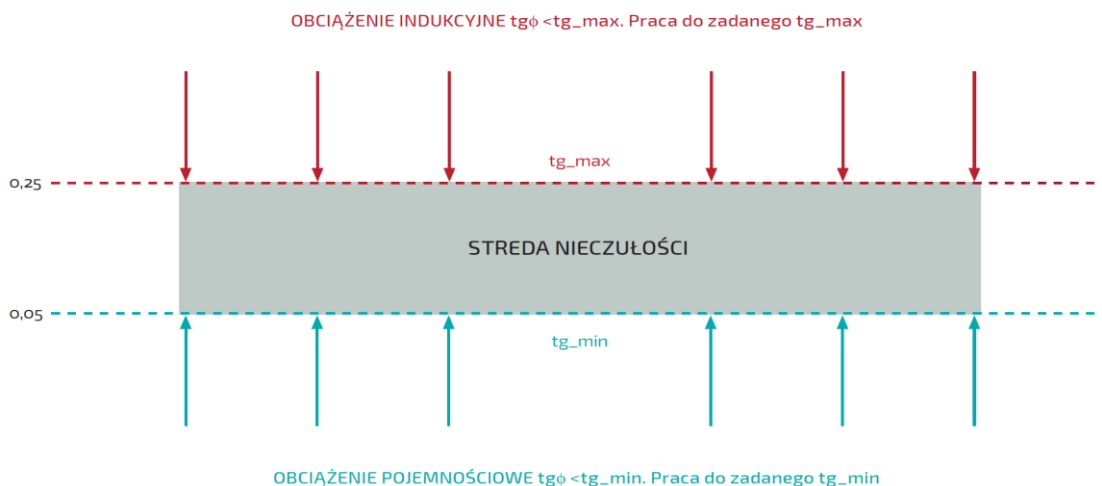 OBCIĄŻENIE INDUKCYJNE tgϕ <tg_max. Praca do zadanego tg_max
tg_max
0,25
STREDA NIECZUŁOŚCI
0,05
tg_min
OBCIĄŻENIE POJEMNOŚCIOWE tgϕ <tg_min. Praca do zadanego tg_min